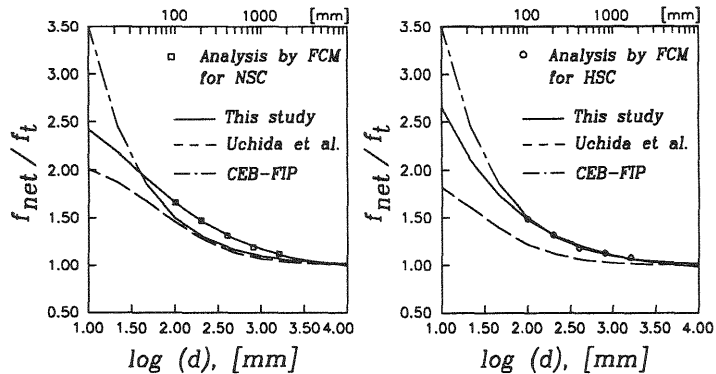 100 1000 [mm]
3.50
3.00
2.50
2.00
1.50
1.00
0.50
f_net / f_t
Analysis by FCM
for NSC
This study
Uchida et al.
CEB-FIP
1.00 1.50 2.00 2.50 3.00 3.50 4.00
log (d), [mm]
100 1000 [mm]
3.50
3.00
2.50
2.00
1.50
1.00
0.50
f_net / f_t
Analysis by FCM
for HSC
This study
Uchida et al.
CEB-FIP
1.00 1.50 2.00 2.50 3.00 3.50 4.00
log (d), [mm]